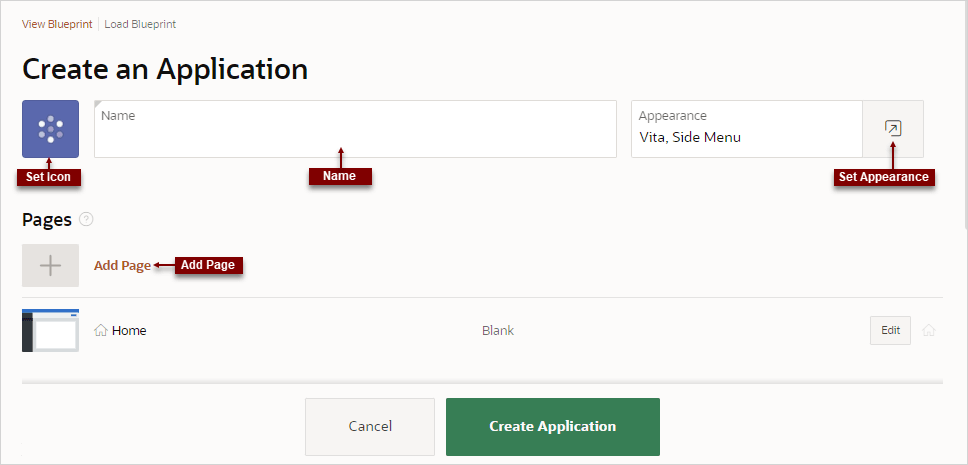 View Blueprint | Load Blueprint
Create an Application
Name
Appearance
Vita, Side Menu
Set Icon
Name
Set Appearance
Pages ?
Add Page
Add Page
Home Blank Edit
Cancel Create Application